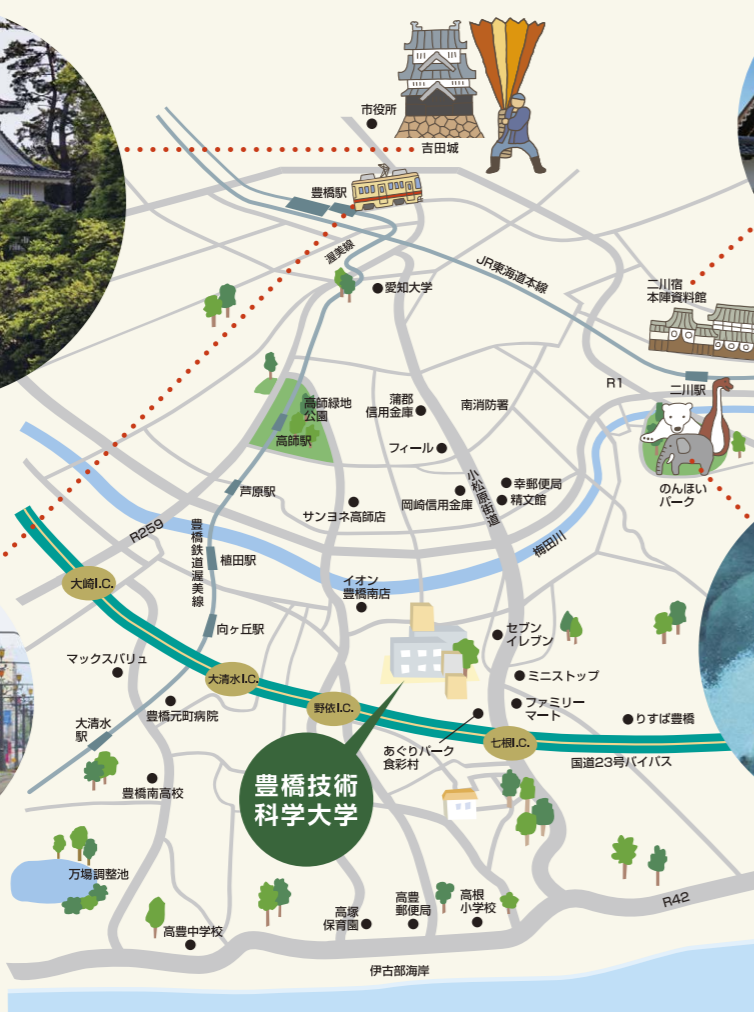 市役所
吉田城
豊橋駅
渥美線
JR東海道本線
愛知大学
二川宿
本陣資料館
R1
二川駅
高師緑地
公園
蒲郡
信用金庫
南消防署
高師駅
フィール
小松原街道
のんほい
パーク
芦原駅
幸郵便局
岡崎信用金庫
精文館
サンヨネ高師店
R259
豊橋鉄道渥美線
梅田川
植田駅
大崎I.C.
イオン
豊橋南店
向ヶ丘駅
セブン
イレブン
マックスバリュ
大清水I.C.
ミニストップ
豊橋元町病院
野依I.C.
ファミリー
マート
りすぱ豊橋
大清水
駅
あぐりパーク
食彩村
七根I.C.
国道23号バイパス
豊橋技術
科学大学
豊橋南高校
万場調整池
高豊中学校
高塚
保育園
高豊
郵便局
高根
小学校
R42
伊古部海岸